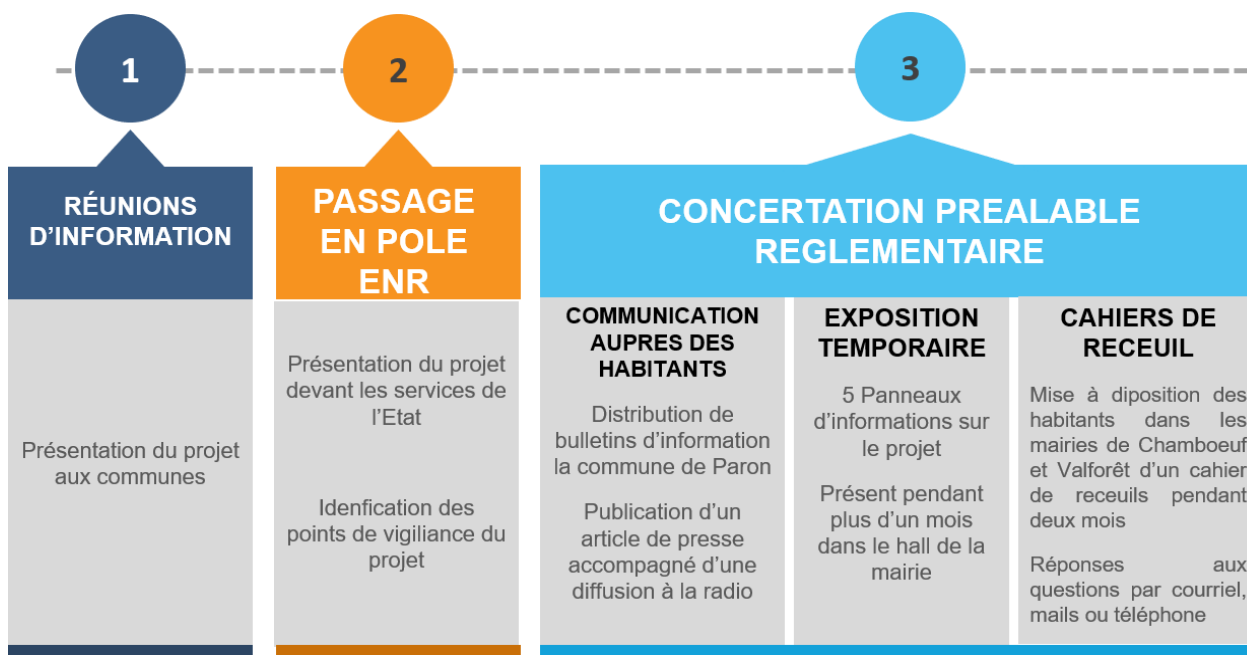 1
RÉUNIONS
D'INFORMATION
Présentation du projet
aux communes
2
PASSAGE
EN POLE
ENR
Présentation du projet
devant les services de
l'Etat
Idenfication des
points de vigiliance du
projet
3
CONCERTATION PREALABLE
REGLEMENTAIRE
COMMUNICATION
AUPRES DES
HABITANTS
Distribution de
bulletins d'information
la commune de Paron
Publication d'un
article de presse
accompagné d'une
diffusion à la radio
EXPOSITION
TEMPORAIRE
5 Panneaux
d'informations sur
le projet
Présent pendant
plus d'un mois
dans le hall de la
mairie
CAHIERS DE
RECEUIL
Mise à diposition des
habitants dans les
mairies de Chamboeuf
et Valforêt d'un cahier
de receuils pendant
deux mois
Réponses aux
questions par courriel,
mails ou téléphone